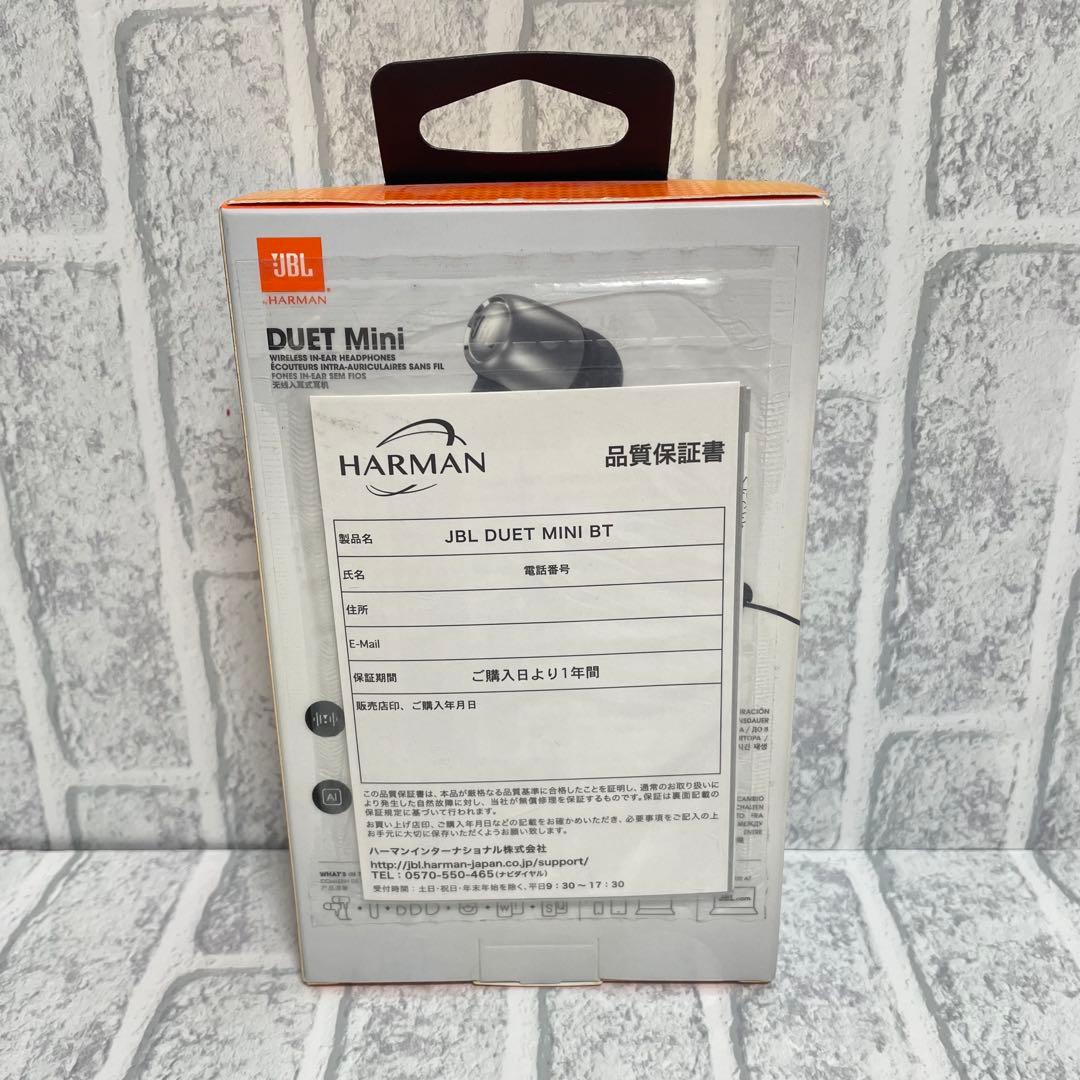 JBL
by HARMAN
DUET Mini
WIRELESS IN-EAR HEADPHONES
ÉCOUTEURS INTRA-AURICULAIRES SANS FIL
FONES IN-EAR SEM FIOS
无线入耳式耳机
HARMAN
品質保証書
製品名 JBL DUET MINI BT
氏名 電話番号
住所
E-Mail
保証期間 ご購入日より1年間
販売店印、ご購入年月日
この品質保証書は、本品が厳格なる品質基準に合格したことを証明し、通常のお取り扱いに
より発生した自然故障に対し、当社が無償修理を保証するものです。保証は裏面記載の
保証規定に基づいて行われます。
お買い上げ店印、ご購入年月日などの記載をお確かめいただき、必要事項をご記入の上
お手元に大切に保存いただくようお願い致します。
ハーマンインターナショナル株式会社
http://jbl.harman-japan.co.jp/support/
TEL：0570-550-465（ナビダイヤル）
受付時間：土日・祝日・年末年始を除く、平日9：30～17：30
AI
WHAT'S
JBL.com